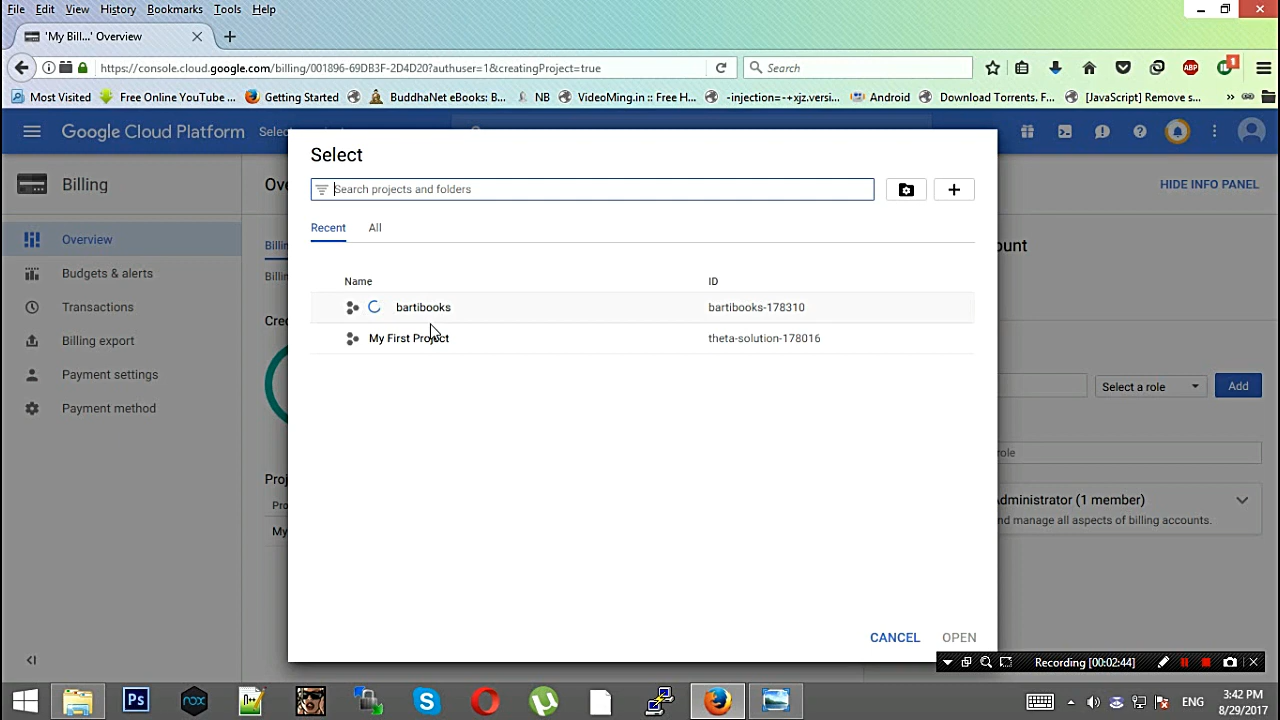 File Edit View History Bookmarks Tools Help
'My Bill...' Overview
https://console.cloud.google.com/billing/001896-69DB3F-2D4D20?authuser=1&creatingProject=true
Search
1
ABP
Most Visited Free Online YouTube ... Getting Started BuddhaNet eBooks: B... NB VideoMing.in :: Free H... -injection=-+xjz.versi... Android Download Torrents. F... [JavaScript] Remove s...
Google Cloud Platform
Billing
HIDE INFO PANEL
Overview
Budgets & alerts
Transactions
Billing export
Payment settings
Payment method
Select
Search projects and folders
Recent All
Name ID
bartibooks bartibooks-178310
My First Project theta-solution-178016
CANCEL OPEN
Select a role Add
role
Administrator (1 member)
nd manage all aspects of billing accounts.
Recording [00:02:44]
Ps
nox
ENG
3:42 PM
8/29/2017